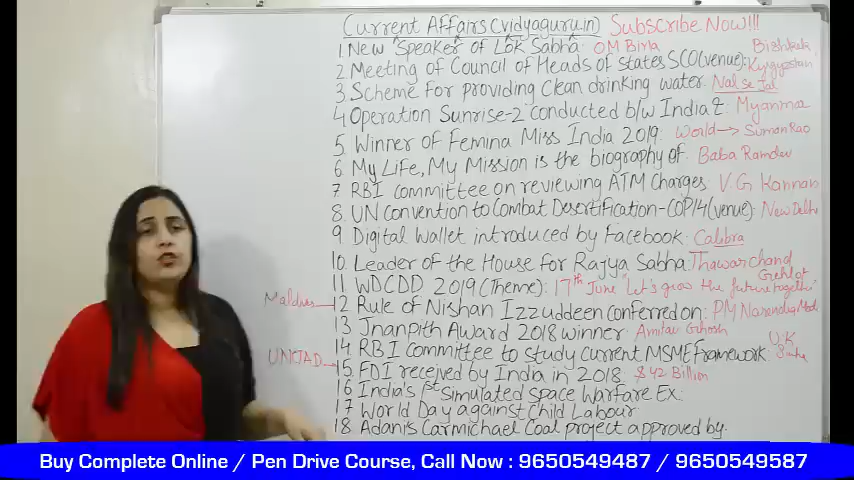 Current Affairs (vidyaguru.in) Subscribe Now!!!
1. New Speaker of Lok Sabha: OM Birla
2. Meeting of Council of Heads of states SCO (venue): Bishkek, Kyrgyzstan
3. Scheme for providing Clean drinking water: Nal se Jal
4. Operation Sunrise-2 conducted b/w India & Myanmar
5. Winner of Femina Miss India 2019: World → Suman Rao
6. My Life, My Mission is the biography of: Baba Ramdev
7. RBI committee on reviewing ATM Charges: V.G Kannan
8. UN Convention to Combat Desertification-COP14 (venue): New Delhi
9. Digital Wallet introduced by Facebook: Calibra
10. Leader of the House for Rajya Sabha: Thawar chand Gehlot
11. WDCDD 2019 (Theme): 17th June "Let's grow the future together"
Maldives 12. Rule of Nishan Izzuddeen conferred on: PM Narendra Modi
13. Jnanpith Award 2018 winner: Amitav Ghosh
14. RBI Committee to study current MSME framework: U.K Sinha
UNCTAD 15. FDI received by India in 2018: $42 Billion
16. India's 1st simulated space Warfare Ex:
17. World Day against Child Labour
18. Adani's Carmichael Coal project approved by:
Buy Complete Online / Pen Drive Course, Call Now : 9650549487 / 9650549587